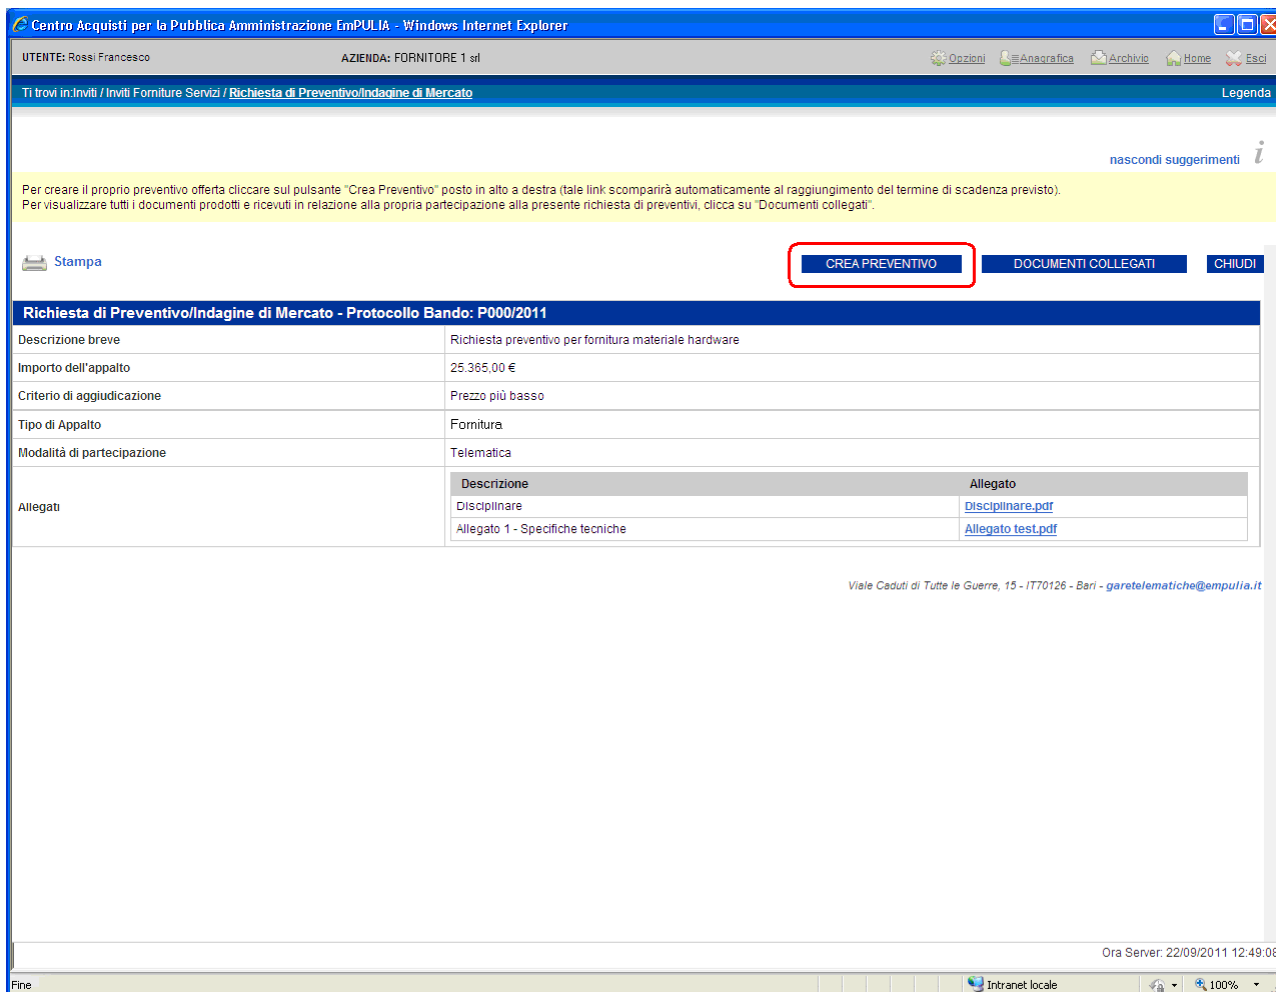 Centro Acquisti per la Pubblica Amministrazione EmPULIA - Windows Internet Explorer
UTENTE: Rossi Francesco AZIENDA: FORNITORE 1 srl Opzioni Anagrafica Archivio Home Esci
Ti trovi in:Inviti / Inviti Forniture Servizi / Richiesta di Preventivo/Indagine di Mercato Legenda
nascondi suggerimenti i
Per creare il proprio preventivo offerta cliccare sul pulsante "Crea Preventivo" posto in alto a destra (tale link scomparirà automaticamente al raggiungimento del termine di scadenza previsto).
Per visualizzare tutti i documenti prodotti e ricevuti in relazione alla propria partecipazione alla presente richiesta di preventivi, clicca su "Documenti collegati".
Stampa CREA PREVENTIVO DOCUMENTI COLLEGATI CHIUDI
Richiesta di Preventivo/Indagine di Mercato - Protocollo Bando: P000/2011
Descrizione breve Richiesta preventivo per fornitura materiale hardware
Importo dell'appalto 25.365,00 €
Criterio di aggiudicazione Prezzo più basso
Tipo di Appalto Fornitura
Modalità di partecipazione Telematica
Descrizione Allegato
Allegati Disciplinare Disciplinare.pdf
Allegato 1 - Specifiche tecniche Allegato test.pdf
Viale Caduti di Tutte le Guerre, 15 - IT70126 - Bari - garetelematiche@empulia.it
Ora Server: 22/09/2011 12:49:08
Fine Intranet locale 100%